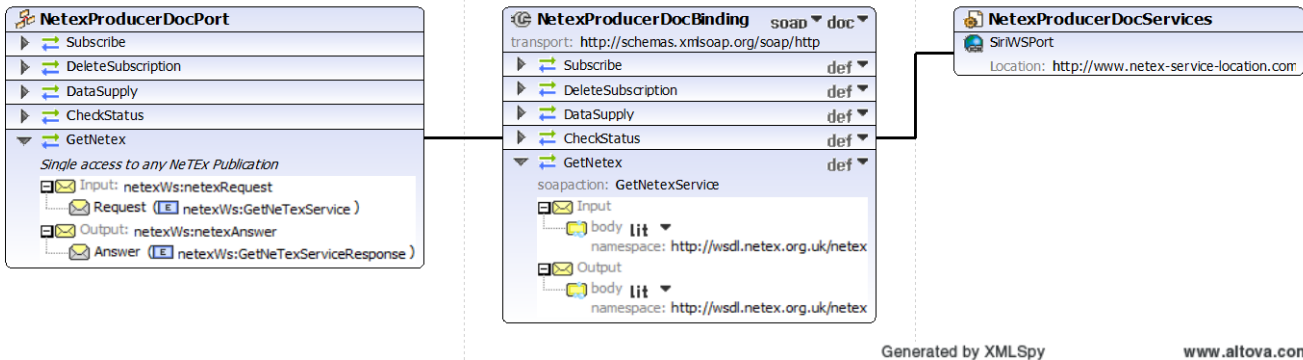 NetexProducerDocPort
Subscribe
DeleteSubscription
DataSupply
CheckStatus
GetNetex
Single access to any NeTEx Publication
Input: netexWs:netexRequest
Request ( E netexWs:GetNeTexService )
Output: netexWs:netexAnswer
Answer ( E netexWs:GetNeTexServiceResponse )
NetexProducerDocBinding soap doc
transport: http://schemas.xmlsoap.org/soap/http
Subscribe def
DeleteSubscription def
DataSupply def
CheckStatus def
GetNetex def
soapaction: GetNetexService
Input
body lit
namespace: http://wsdl.netex.org.uk/netex
Output
body lit
namespace: http://wsdl.netex.org.uk/netex
NetexProducerDocServices
SiriWSPort
Location: http://www.netex-service-location.com
Generated by XMLSpy www.altova.com